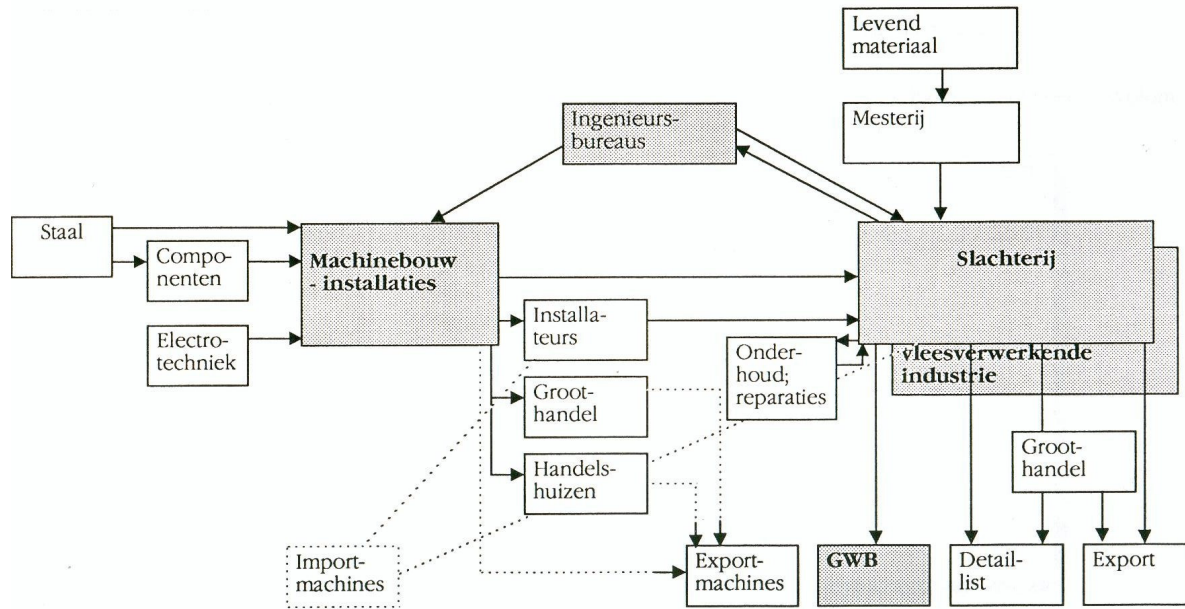 Levend
materiaal
Mesterij
Ingenieurs-
bureaus
Staal
Compo-
nenten
Electro-
techniek
Machinebouw
- installaties
Slachterij
vleesverwerkende
industrie
Installa-
teurs
Onder-
houd;
reparaties
Groot-
handel
Handels-
huizen
Groot-
handel
Import-
machines
Export-
machines
GWB
Detail-
list
Export